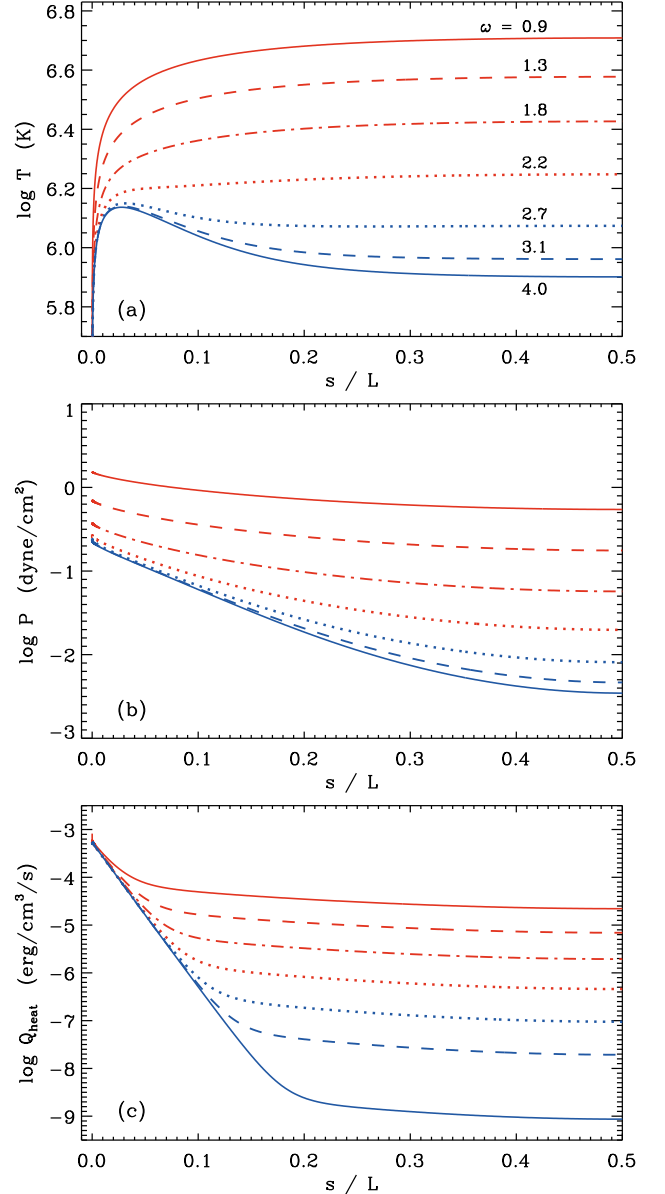 6.8
6.6
6.4
6.2
6.0
5.8
log T (K)
ω = 0.9
1.3
1.8
2.2
2.7
3.1
4.0
(a)
0.0 0.1 0.2 0.3 0.4 0.5
s / L
1
0
−1
−2
−3
log P (dyne/cm²)
(b)
0.0 0.1 0.2 0.3 0.4 0.5
s / L
−3
−4
−5
−6
−7
−8
−9
log Qheat (erg/cm³/s)
(c)
0.0 0.1 0.2 0.3 0.4 0.5
s / L